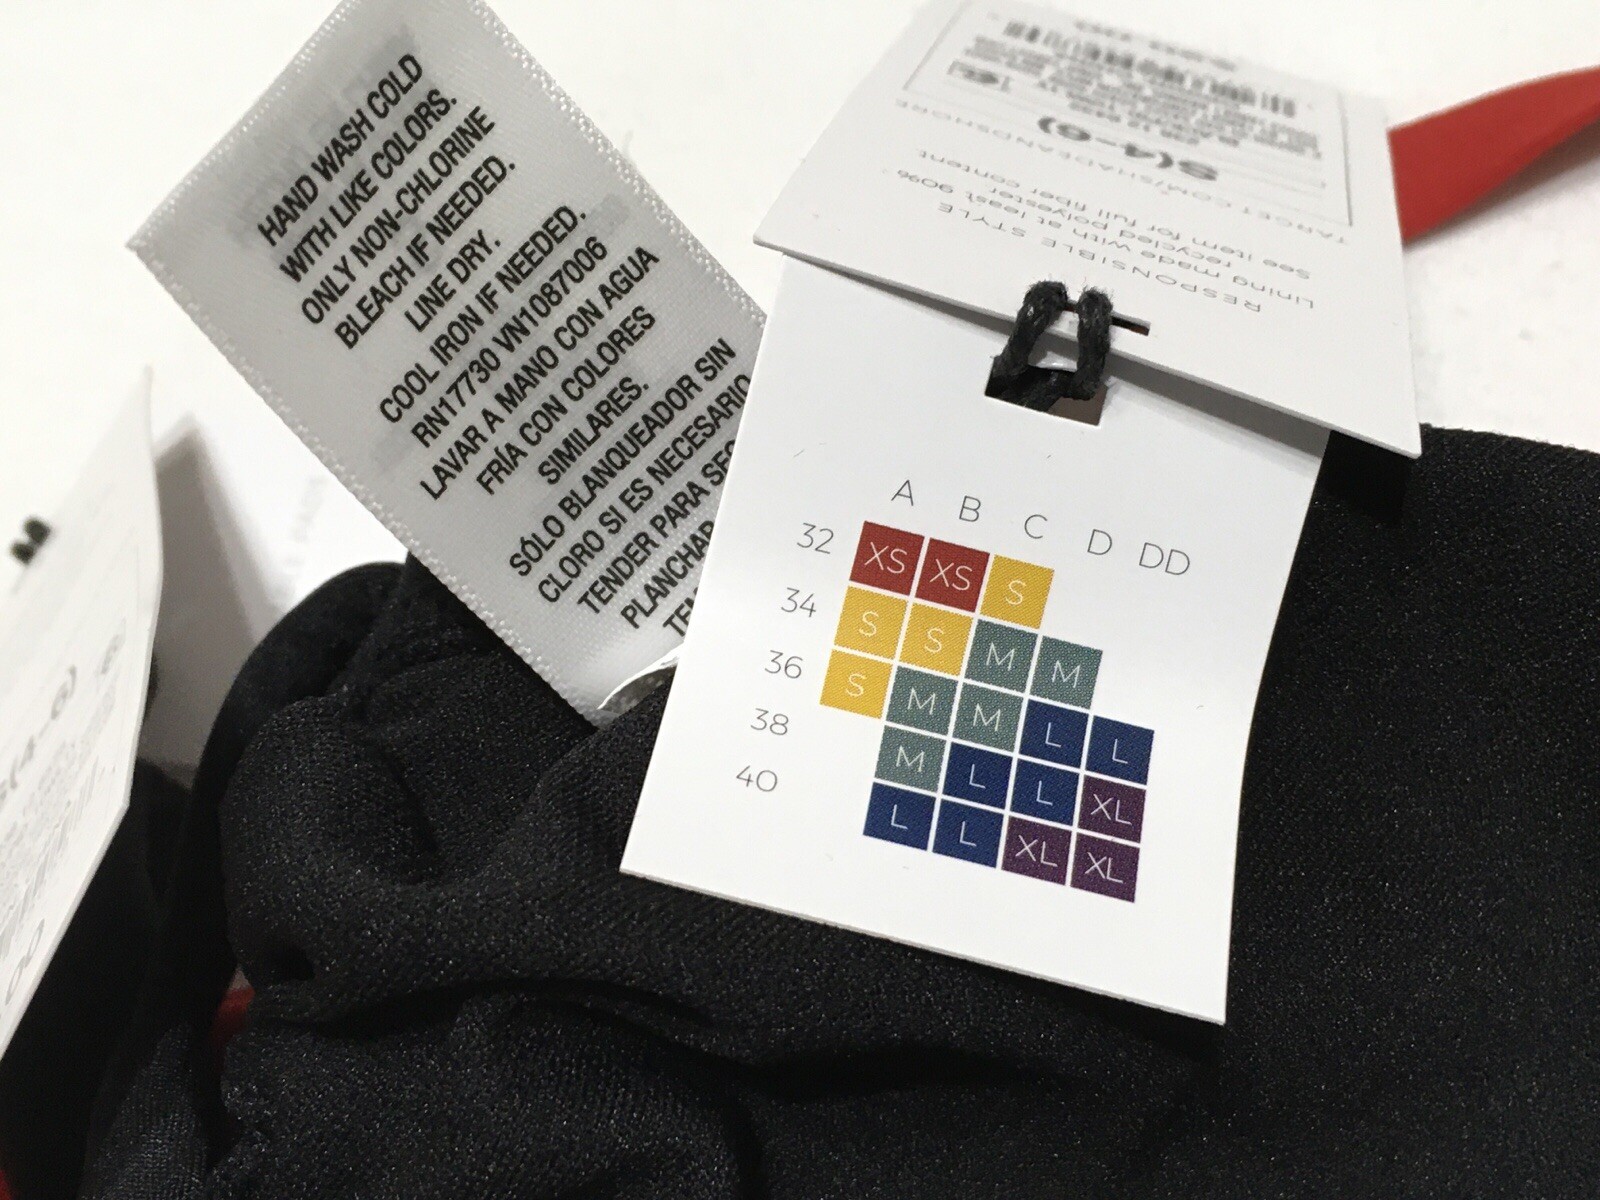 HAND WASH COLD
WITH LIKE COLORS.
ONLY NON-CHLORINE
BLEACH IF NEEDED.
LINE DRY.
COOL IRON IF NEEDED.
RN17730 VN1087006
LAVAR A MANO CON AGUA
FRÍA CON COLORES
SIMILARES.
SÓLO BLANQUEADOR SIN
CLORO SI ES NECESARIO
TENDER PARA
PLANCHAR
RESPONSIBLE STYLE
Lining made with at least 90%
recycled polyester.
See item for full fiber content
TARGET.COM/SHADEANDSHORE
S(4-6)
A B C D DD
32 XS XS S
34 S S M M
36 S M M L L
38 M L L XL
40 L L XL XL